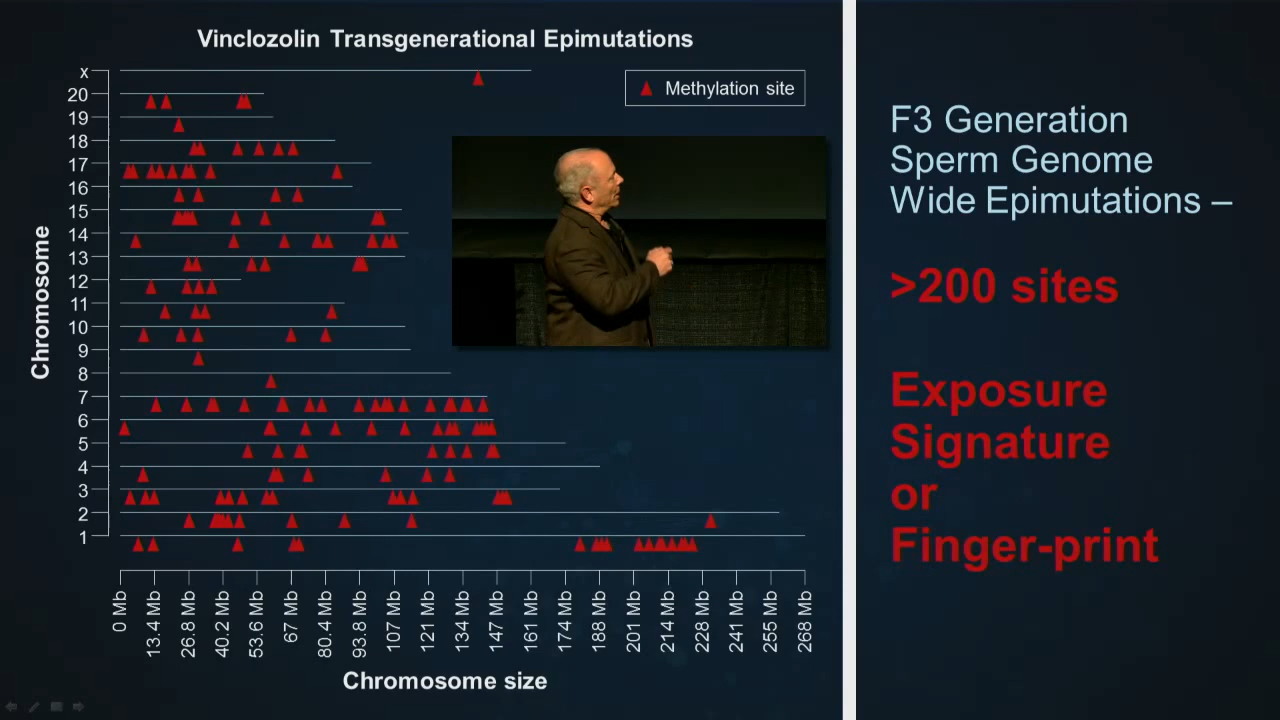 Vinclozolin Transgenerational Epimutations
Methylation site
Chromosome
x
20
19
18
17
16
15
14
13
12
11
10
9
8
7
6
5
4
3
2
1
0 Mb
13.4 Mb
26.8 Mb
40.2 Mb
53.6 Mb
67 Mb
80.4 Mb
93.8 Mb
107 Mb
121 Mb
134 Mb
147 Mb
161 Mb
174 Mb
188 Mb
201 Mb
214 Mb
228 Mb
241 Mb
255 Mb
268 Mb
Chromosome size
F3 Generation
Sperm Genome
Wide Epimutations –
>200 sites
Exposure
Signature
or
Finger-print